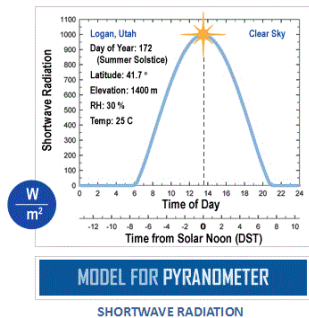 1100
1000
900
800
700
600
500
400
300
200
100
0
Shortwave Radiation
Logan, Utah
Clear Sky
Day of Year: 172
(Summer Solstice)
Latitude: 41.7 °
Elevation: 1400 m
RH: 30 %
Temp: 25 C
0 2 4 6 8 10 12 14 16 18 20 22 24
Time of Day
-12 -10 -8 -6 -4 -2 0 2 4 6 8 10
Time from Solar Noon (DST)
W
m²
MODEL FOR PYRANOMETER
SHORTWAVE RADIATION